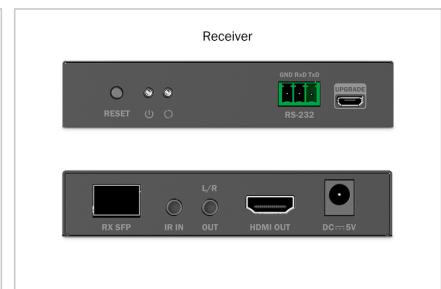 Receiver
GND RxD TxD
UPGRADE
RESET
RS-232
L/R
RX SFP
IR IN
OUT
HDMI OUT
DC⎓5V